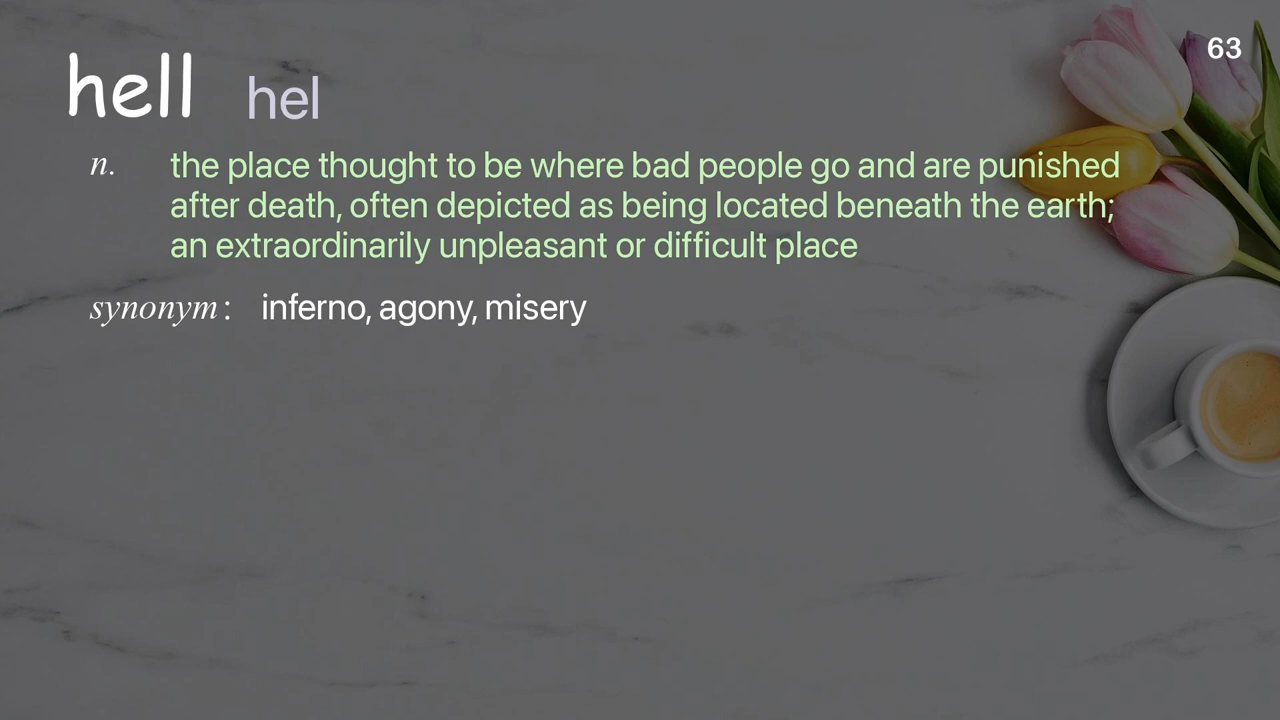 63
hell hel
n. the place thought to be where bad people go and are punished
after death, often depicted as being located beneath the earth;
an extraordinarily unpleasant or difficult place
synonym: inferno, agony, misery